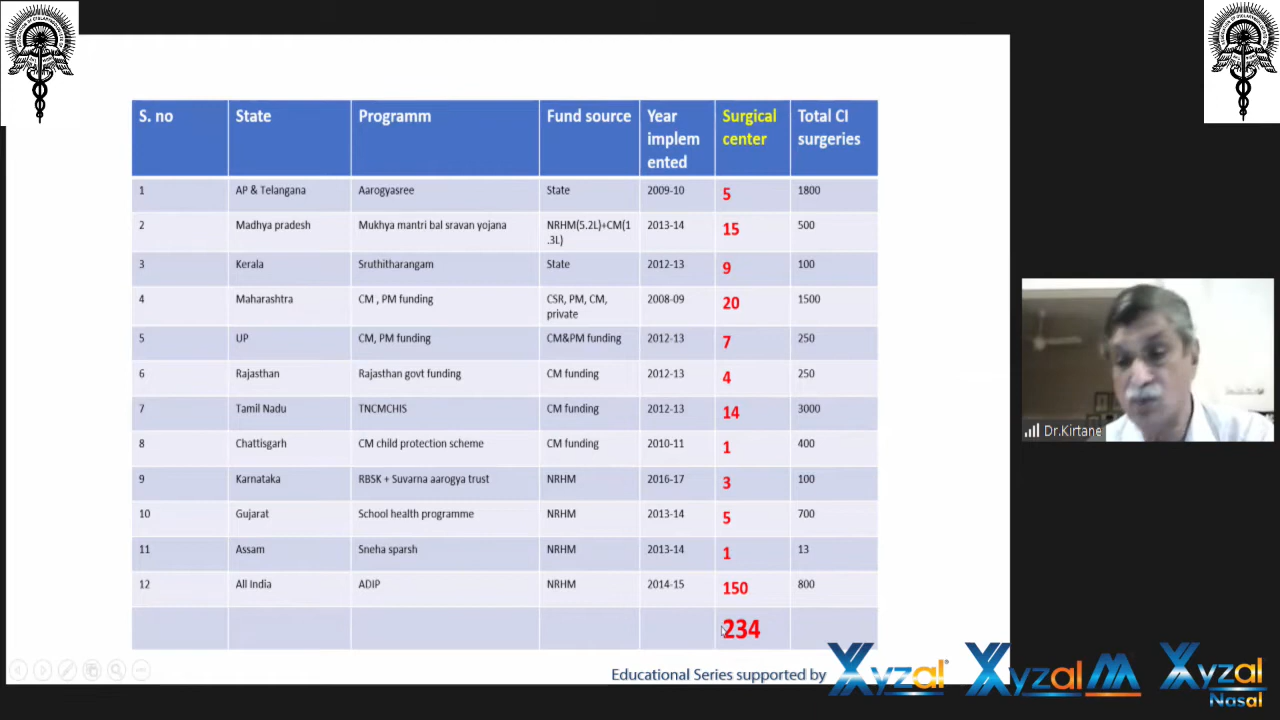 S. no State Programm Fund source Year implem ented Surgical center Total CI surgeries
1 AP & Telangana Aarogyasree State 2009-10 5 1800
2 Madhya pradesh Mukhya mantri bal sravan yojana NRHM(5.2L)+CM(1 .3L) 2013-14 15 500
3 Kerala Sruthitharangam State 2012-13 9 100
4 Maharashtra CM , PM funding CSR, PM, CM, private 2008-09 20 1500
5 UP CM, PM funding CM&PM funding 2012-13 7 250
6 Rajasthan Rajasthan govt funding CM funding 2012-13 4 250
7 Tamil Nadu TNCMCHIS CM funding 2012-13 14 3000
8 Chattisgarh CM child protection scheme CM funding 2010-11 1 400
9 Karnataka RBSK + Suvarna aarogya trust NRHM 2016-17 3 100
10 Gujarat School health programme NRHM 2013-14 5 700
11 Assam Sneha sparsh NRHM 2013-14 1 13
12 All India ADIP NRHM 2014-15 150 800
234
Dr.Kirtane
Educational Series supported by Xyzal® Xyzal M Xyzal Nasal